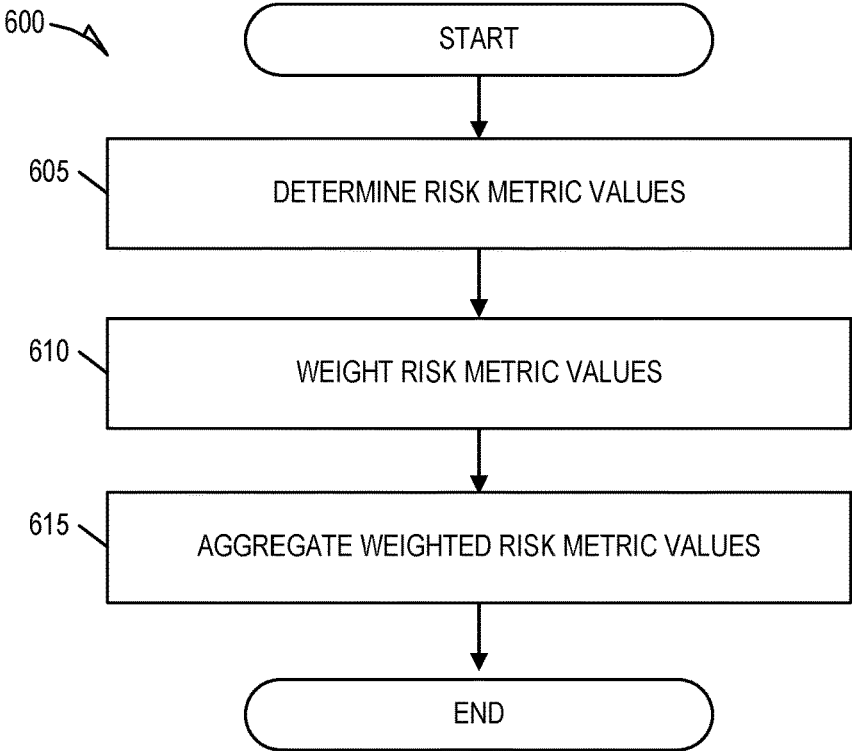 600
START
605
DETERMINE RISK METRIC VALUES
610
WEIGHT RISK METRIC VALUES
615
AGGREGATE WEIGHTED RISK METRIC VALUES
END